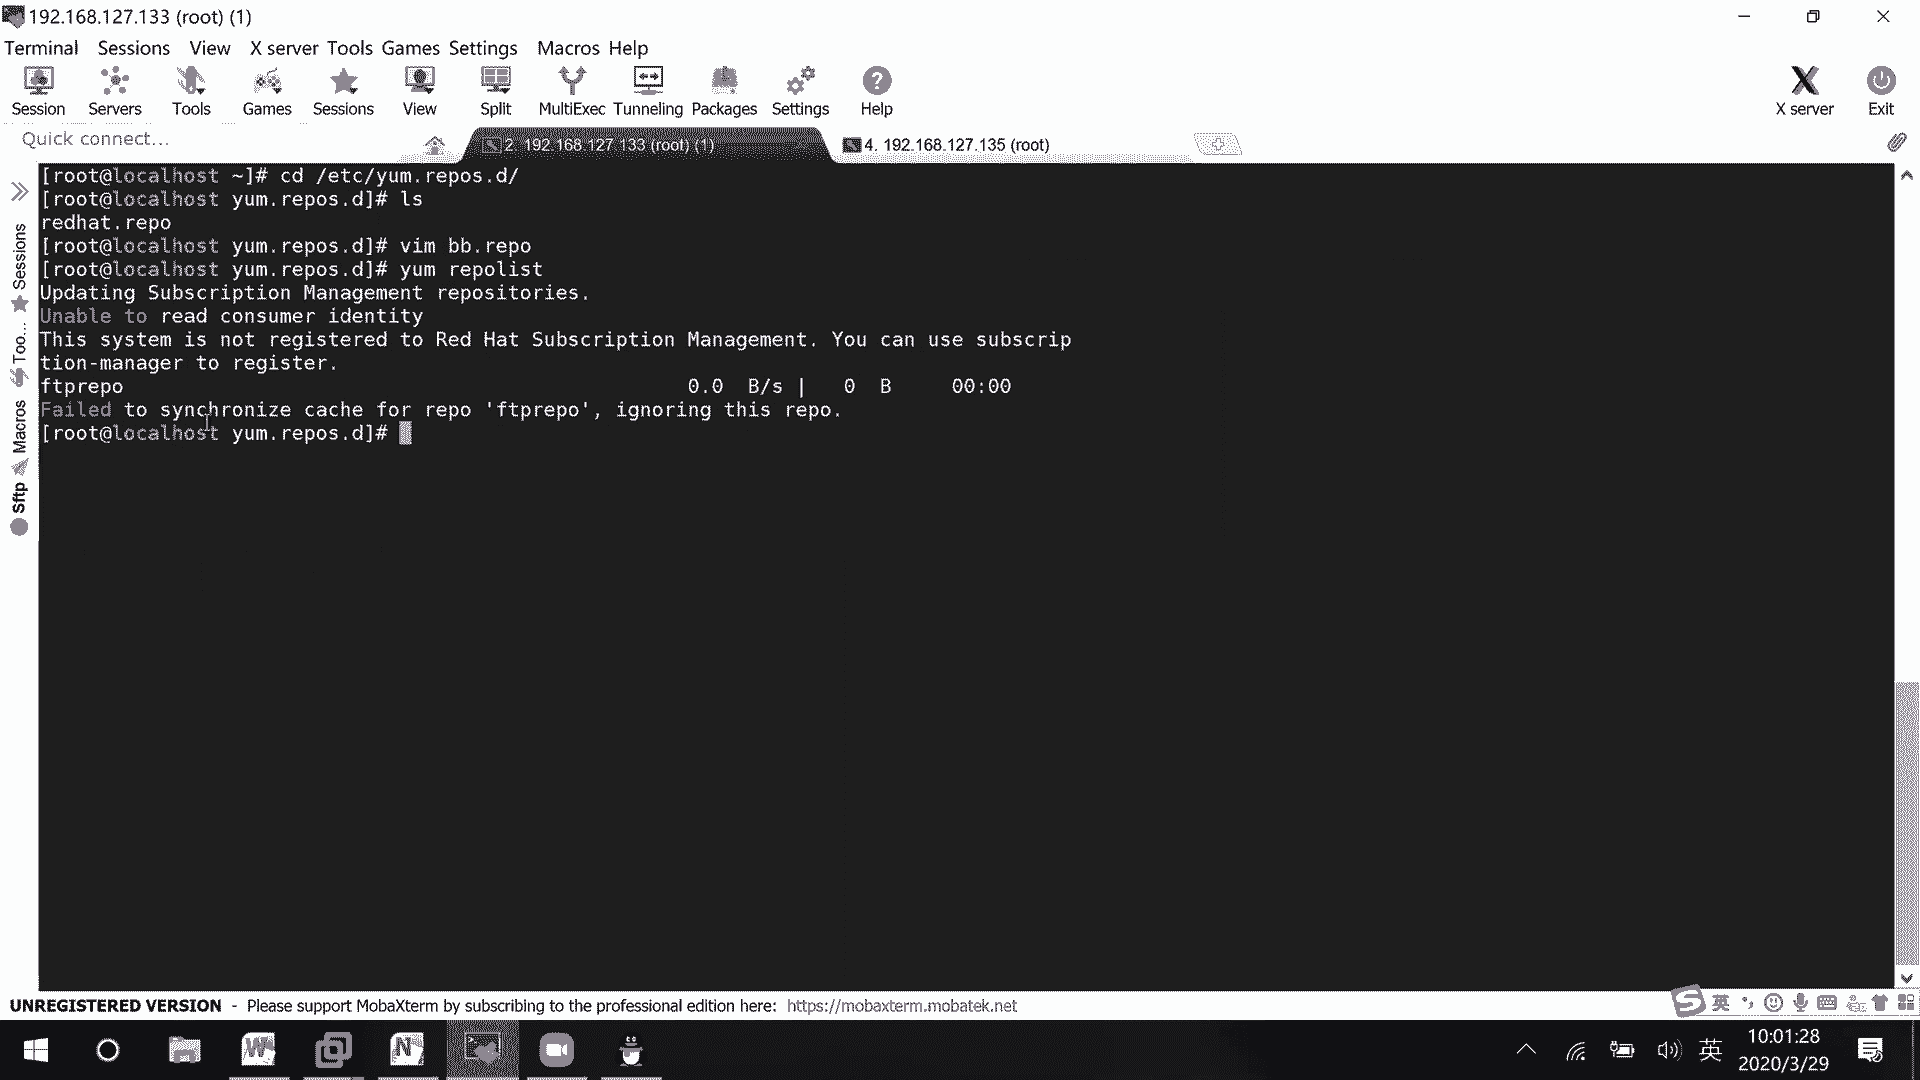 192.168.127.133 (root) (1)
Terminal Sessions View X server Tools Games Settings Macros Help
Session Servers Tools Games Sessions View Split MultiExec Tunneling Packages Settings Help X server Exit
Quick connect...
2. 192.168.127.133 (root) (1)
4. 192.168.127.135 (root)
[root@localhost ~]# cd /etc/yum.repos.d/
[root@localhost yum.repos.d]# ls
redhat.repo
[root@localhost yum.repos.d]# vim bb.repo
[root@localhost yum.repos.d]# yum repolist
Updating Subscription Management repositories.
Unable to read consumer identity
This system is not registered to Red Hat Subscription Management. You can use subscrip
tion-manager to register.
ftprepo 0.0 B/s | 0 B 00:00
Failed to synchronize cache for repo 'ftprepo', ignoring this repo.
[root@localhost yum.repos.d]#
Sessions
Too...
Macros
Sftp
UNREGISTERED VERSION - Please support MobaXterm by subscribing to the professional edition here: https://mobaxterm.mobatek.net
英
英
10:01:28
2020/3/29